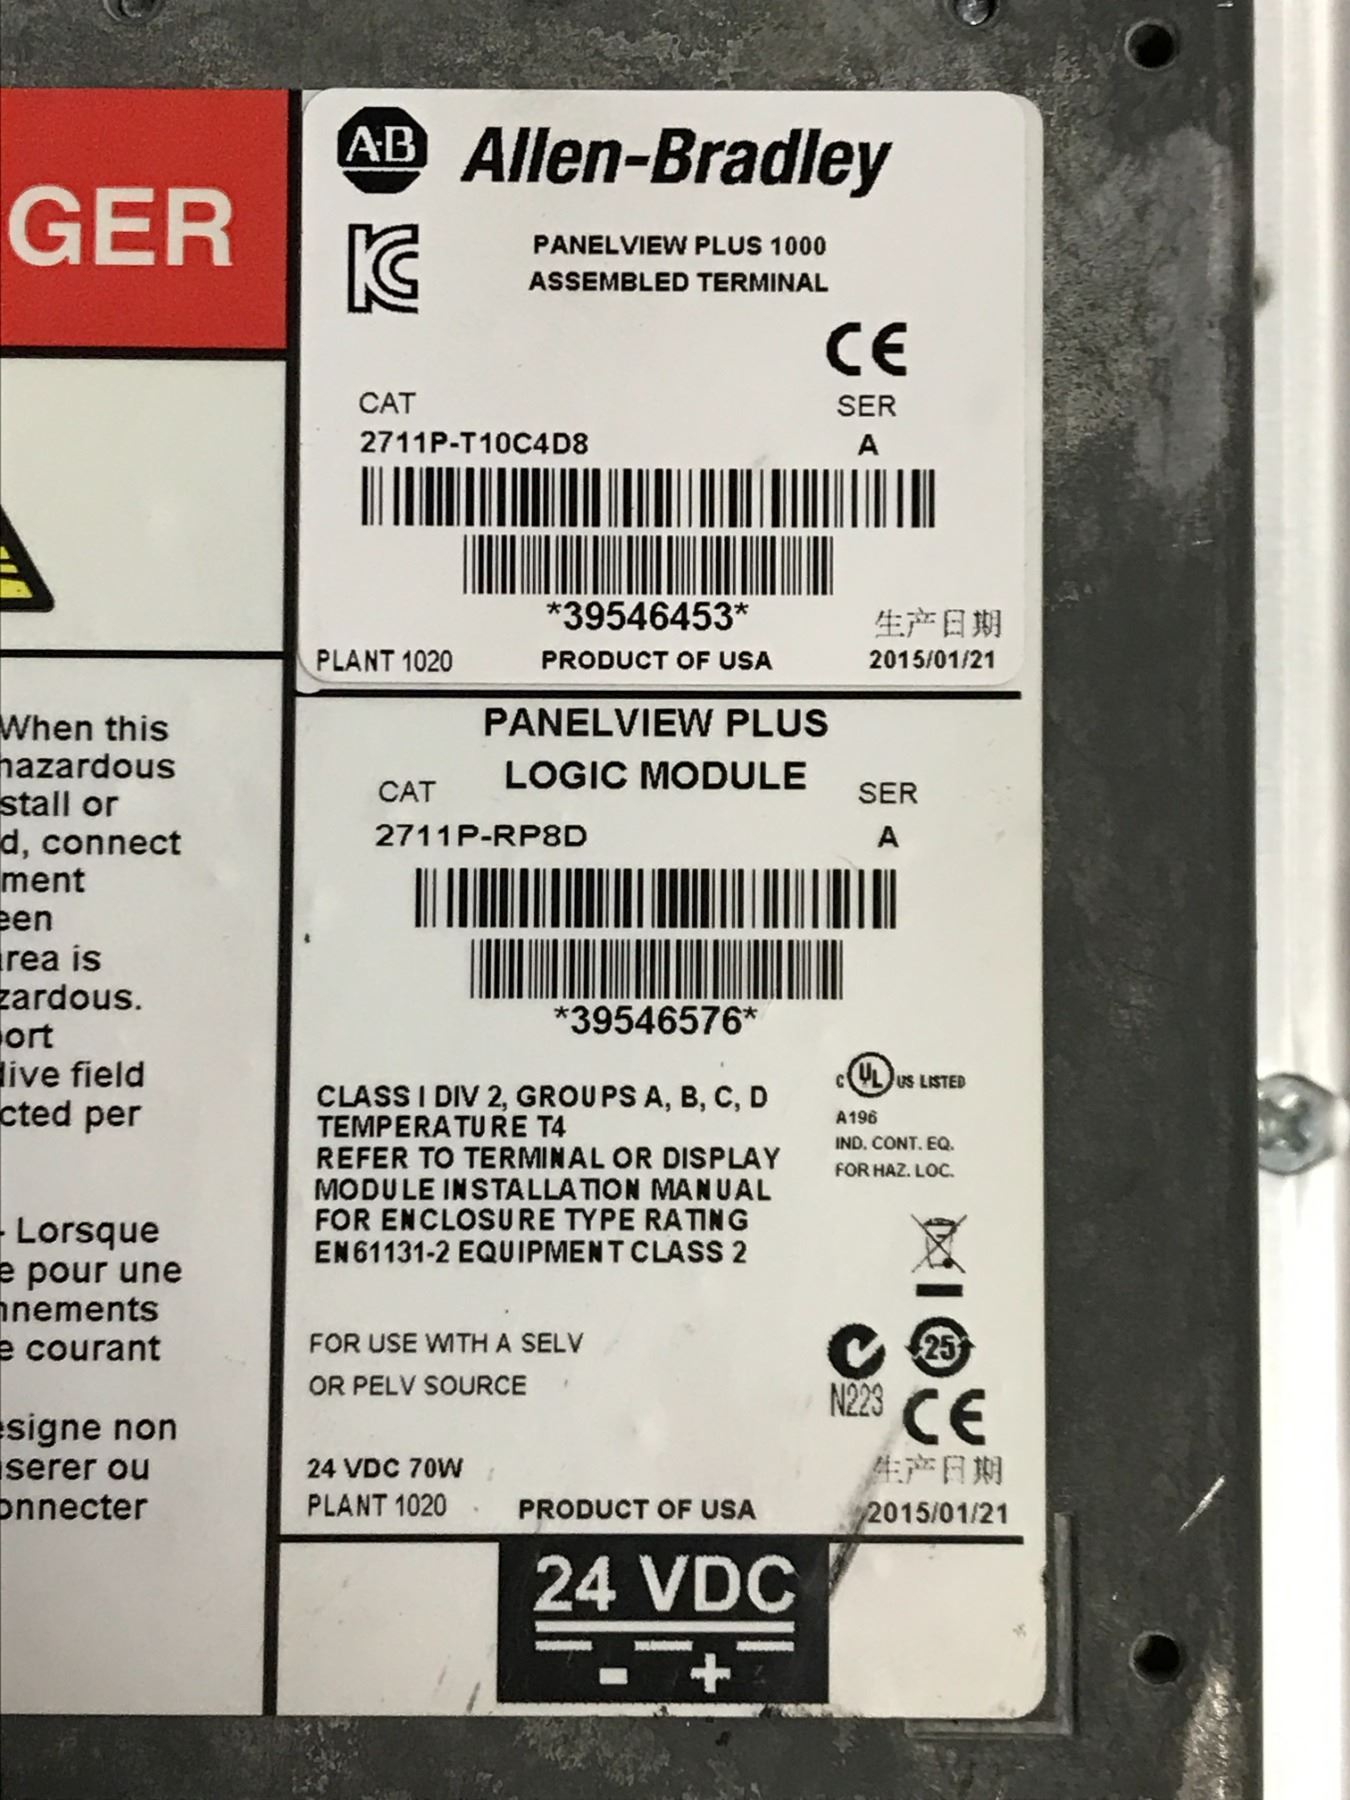 GER
When this
hazardous
stall or
d, connect
ment
een
area is
zardous.
port
live field
cted per
- Lorsque
e pour une
nnements
e courant
esigne non
nserer ou
onnecter
A-B Allen-Bradley
PANELVIEW PLUS 1000
ASSEMBLED TERMINAL
CE
CAT SER
2711P-T10C4D8 A
*39546453*
生产日期
PLANT 1020 PRODUCT OF USA 2015/01/21
PANELVIEW PLUS
LOGIC MODULE
CAT SER
2711P-RP8D A
*39546576*
CLASS I DIV 2, GROUPS A, B, C, D
TEMPERATURE T4
REFER TO TERMINAL OR DISPLAY
MODULE INSTALLATION MANUAL
FOR ENCLOSURE TYPE RATING
EN61131-2 EQUIPMENT CLASS 2
C UL US LISTED
A196
IND. CONT. EQ.
FOR HAZ. LOC.
FOR USE WITH A SELV
OR PELV SOURCE
25
N223
CE
24 VDC 70W
生产日期
PLANT 1020 PRODUCT OF USA 2015/01/21
24 VDC
- +